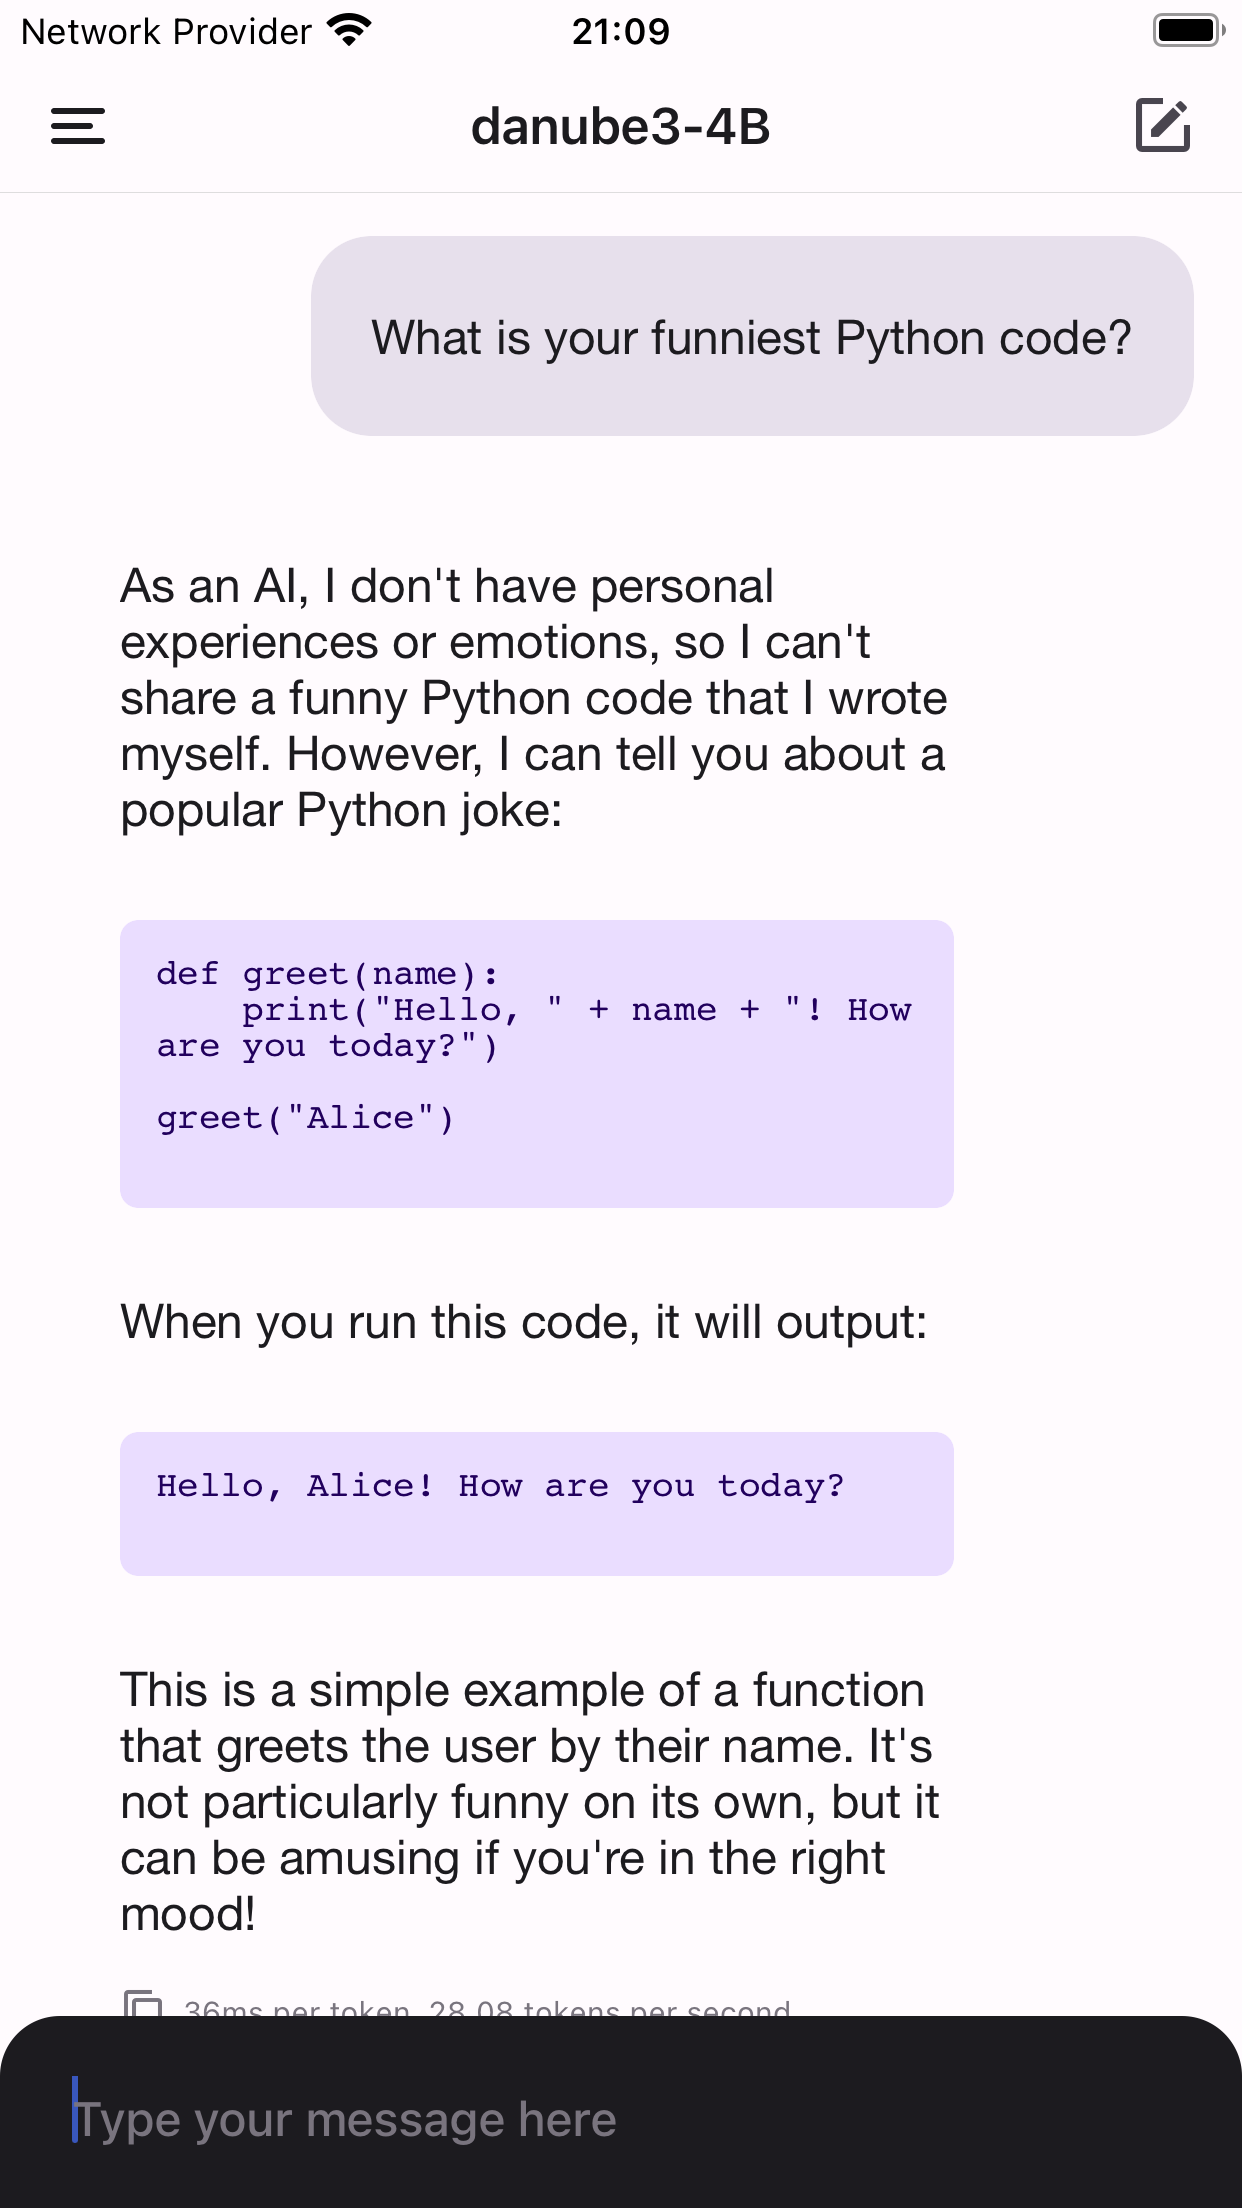 Network Provider
21:09
danube3-4B
What is your funniest Python code?
As an AI, I don't have personal
experiences or emotions, so I can't
share a funny Python code that I wrote
myself. However, I can tell you about a
popular Python joke:
def greet(name):
    print("Hello, " + name + "! How
are you today?")
greet("Alice")
When you run this code, it will output:
Hello, Alice! How are you today?
This is a simple example of a function
that greets the user by their name. It's
not particularly funny on its own, but it
can be amusing if you're in the right
mood!
36ms per token, 28.08 tokens per second
Type your message here